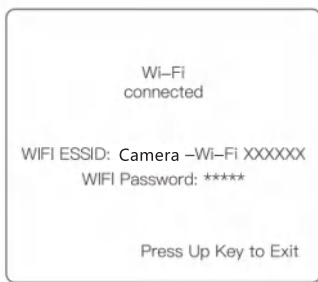 Wi–Fi
connected
WIFI ESSID: Camera –Wi–Fi XXXXXX
WIFI Password: *****
Press Up Key to Exit